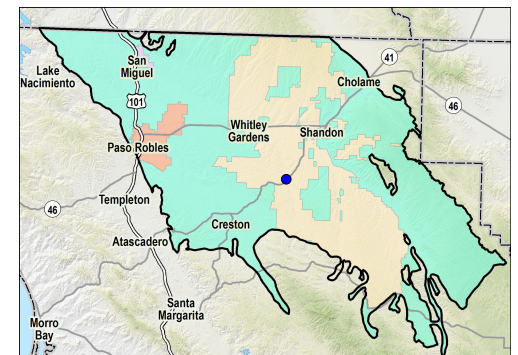 41
San
Miguel
Lake
Nacimiento
Cholame
101
46
Whitley
Gardens
Shandon
Paso Robles
Templeton
46
Creston
Atascadero
Santa
Margarita
Morro
Bay